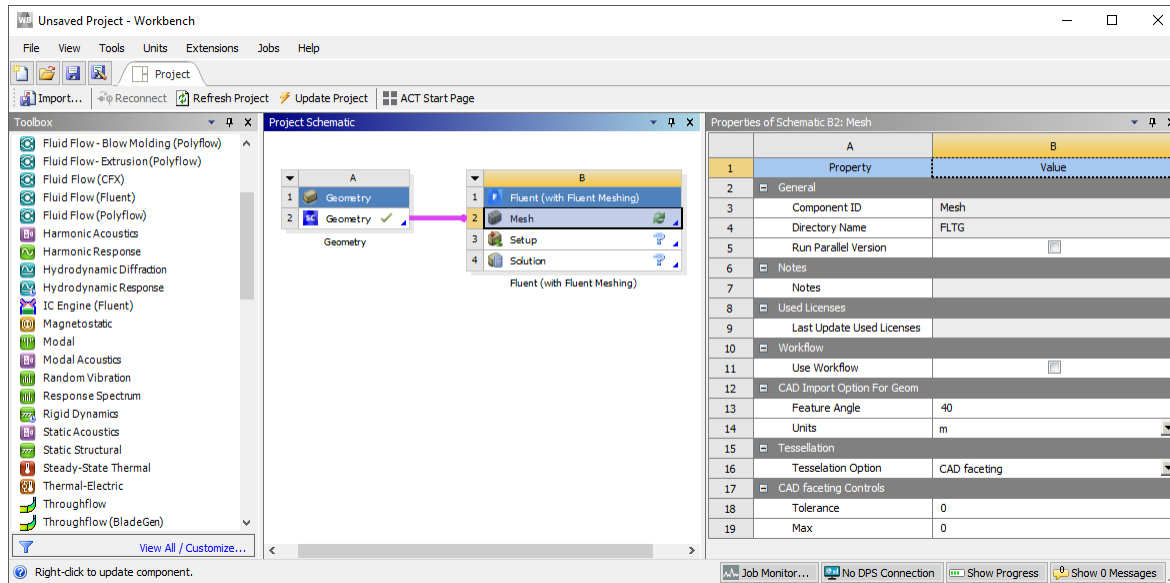 WB Unsaved Project - Workbench
File View Tools Units Extensions Jobs Help
Project
Import... Reconnect Refresh Project Update Project ACT Start Page
Toolbox
Fluid Flow - Blow Molding (Polyflow)
Fluid Flow - Extrusion (Polyflow)
Fluid Flow (CFX)
Fluid Flow (Fluent)
Fluid Flow (Polyflow)
Harmonic Acoustics
Harmonic Response
Hydrodynamic Diffraction
Hydrodynamic Response
IC Engine (Fluent)
Magnetostatic
Modal
Modal Acoustics
Random Vibration
Response Spectrum
Rigid Dynamics
Static Acoustics
Static Structural
Steady-State Thermal
Thermal-Electric
Throughflow
Throughflow (BladeGen)
View All / Customize...
Project Schematic
A
1 Geometry
2 SC Geometry
Geometry
B
1 Fluent (with Fluent Meshing)
2 Mesh
3 Setup ?
4 Solution ?
Fluent (with Fluent Meshing)
Properties of Schematic B2: Mesh
A B
1 Property Value
2 General
3 Component ID Mesh
4 Directory Name FLTG
5 Run Parallel Version
6 Notes
7 Notes
8 Used Licenses
9 Last Update Used Licenses
10 Workflow
11 Use Workflow
12 CAD Import Option For Geom
13 Feature Angle 40
14 Units m
15 Tessellation
16 Tesselation Option CAD faceting
17 CAD faceting Controls
18 Tolerance 0
19 Max 0
Right-click to update component.
Job Monitor... No DPS Connection Show Progress Show 0 Messages